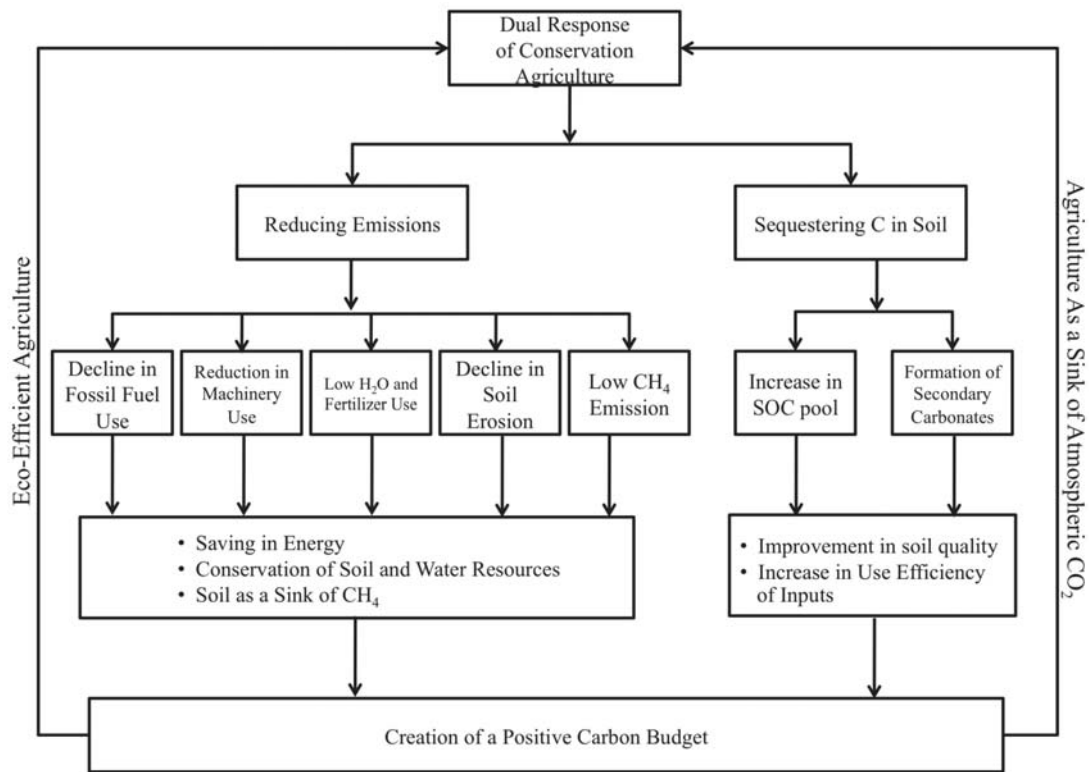 Dual Response
of Conservation
Agriculture
Reducing Emissions
Sequestering C in Soil
Decline in
Fossil Fuel
Use
Reduction in
Machinery
Use
Low H₂O and
Fertilizer Use
Decline in
Soil
Erosion
Low CH₄
Emission
Increase in
SOC pool
Formation of
Secondary
Carbonates
• Saving in Energy
• Conservation of Soil and Water Resources
• Soil as a Sink of CH₄
• Improvement in soil quality
• Increase in Use Efficiency
of Inputs
Creation of a Positive Carbon Budget
Eco-Efficient Agriculture
Agriculture As a Sink of Atmospheric CO₂